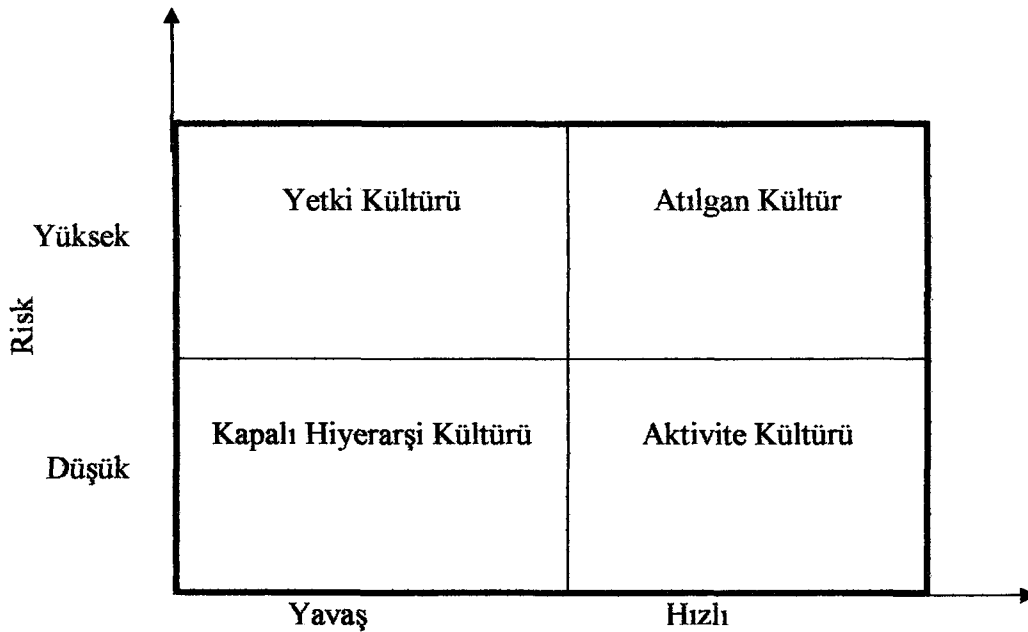 Yetki Kültürü
Atılgan Kültür
Yüksek
Risk
Kapalı Hiyerarşi Kültürü
Aktivite Kültürü
Düşük
Yavaş
Hızlı